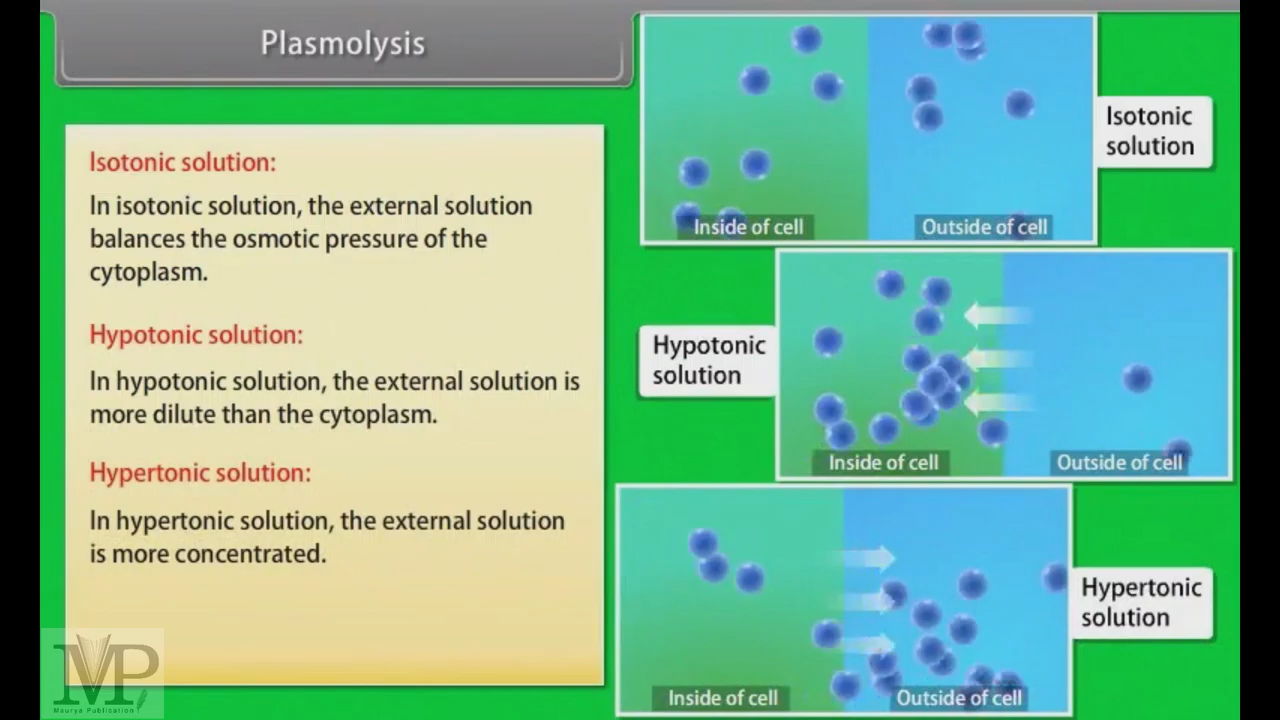 Plasmolysis
Isotonic solution:
In isotonic solution, the external solution
balances the osmotic pressure of the
cytoplasm.
Hypotonic solution:
In hypotonic solution, the external solution is
more dilute than the cytoplasm.
Hypertonic solution:
In hypertonic solution, the external solution
is more concentrated.
Isotonic
solution
Inside of cell
Outside of cell
Hypotonic
solution
Inside of cell
Outside of cell
Hypertonic
solution
Inside of cell
Outside of cell
MP
Maurya Publication